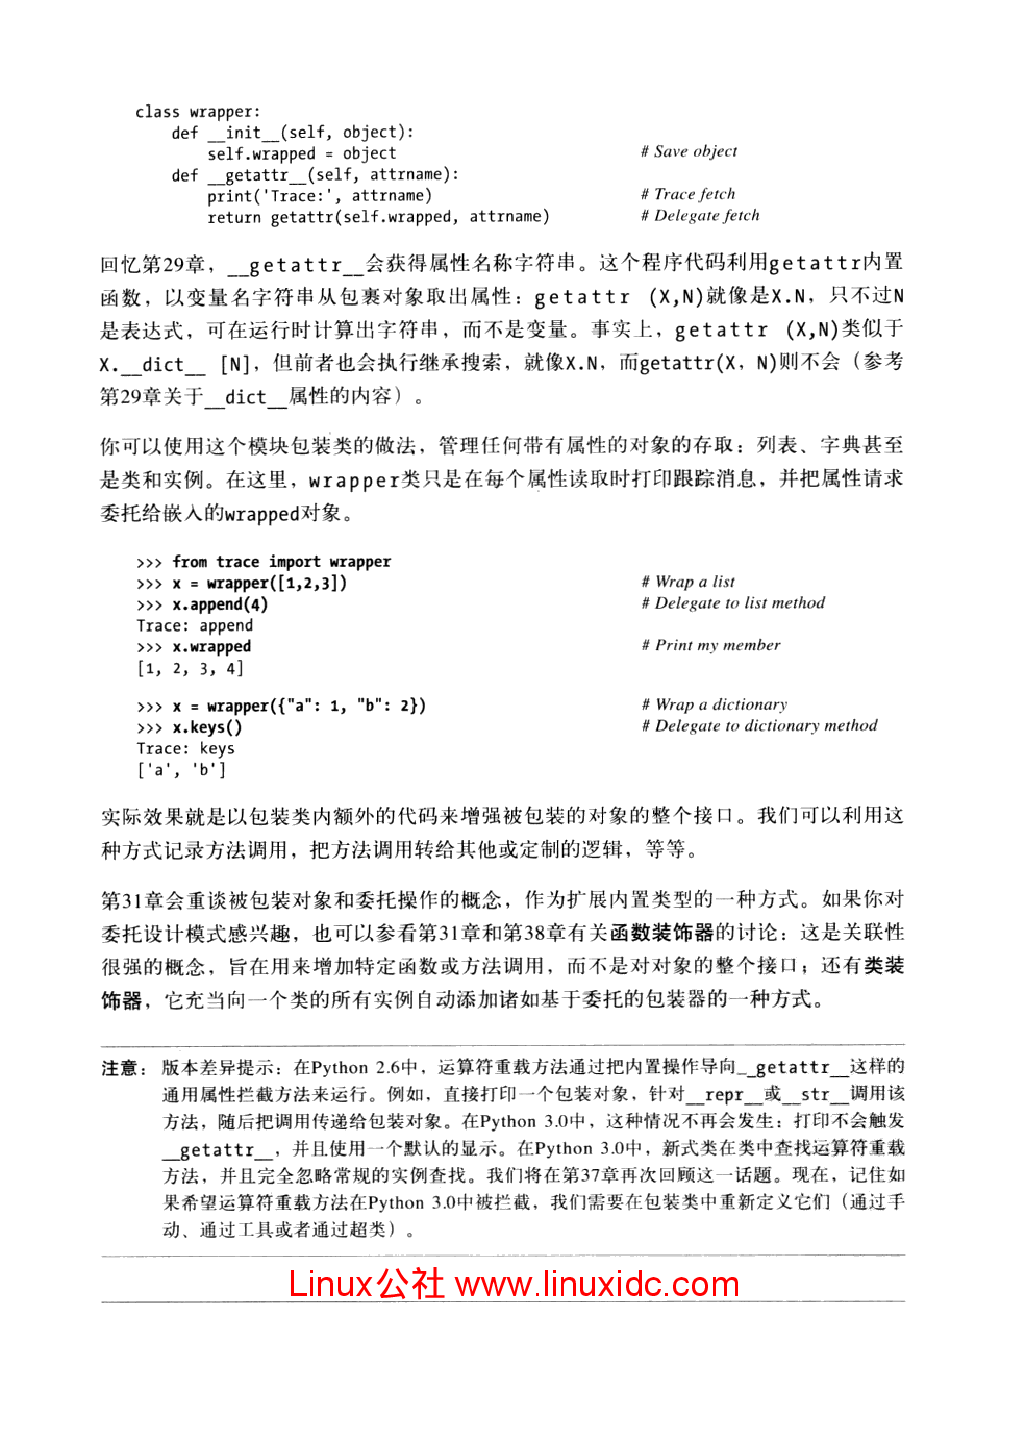 class wrapper:
    def __init__(self, object):
        self.wrapped = object                # Save object
    def __getattr__(self, attrname):
        print('Trace:', attrname)                # Trace fetch
        return getattr(self.wrapped, attrname)                # Delegate fetch
回忆第29章，__getattr__会获得属性名称字符串。这个程序代码利用getattr内置
函数，以变量名字符串从包裹对象取出属性：getattr (X,N)就像是X.N，只不过N
是表达式，可在运行时计算出字符串，而不是变量。事实上，getattr (X,N)类似于
X.__dict__ [N]，但前者也会执行继承搜索，就像X.N，而getattr(X，N)则不会（参考
第29章关于__dict__属性的内容）。
你可以使用这个模块包装类的做法，管理任何带有属性的对象的存取：列表、字典甚至
是类和实例。在这里，wrapper类只是在每个属性读取时打印跟踪消息，并把属性请求
委托给嵌入的wrapped对象。
>>> from trace import wrapper
>>> x = wrapper([1,2,3])                # Wrap a list
>>> x.append(4)                # Delegate to list method
Trace: append
>>> x.wrapped                # Print my member
[1, 2, 3, 4]
>>> x = wrapper({"a": 1, "b": 2})                # Wrap a dictionary
>>> x.keys()                # Delegate to dictionary method
Trace: keys
['a', 'b']
实际效果就是以包装类内额外的代码来增强被包装的对象的整个接口。我们可以利用这
种方式记录方法调用，把方法调用转给其他或定制的逻辑，等等。
第31章会重谈被包装对象和委托操作的概念，作为扩展内置类型的一种方式。如果你对
委托设计模式感兴趣，也可以参看第31章和第38章有关函数装饰器的讨论：这是关联性
很强的概念，旨在用来增加特定函数或方法调用，而不是对对象的整个接口；还有类装
饰器，它充当向一个类的所有实例自动添加诸如基于委托的包装器的一种方式。
注意： 版本差异提示：在Python 2.6中，运算符重载方法通过把内置操作导向__getattr__这样的
通用属性拦截方法来运行。例如，直接打印一个包装对象，针对__repr__或__str__调用该
方法，随后把调用传递给包装对象。在Python 3.0中，这种情况不再会发生：打印不会触发
__getattr__，并且使用一个默认的显示。在Python 3.0中，新式类在类中查找运算符重载
方法，并且完全忽略常规的实例查找。我们将在第37章再次回顾这一话题。现在，记住如
果希望运算符重载方法在Python 3.0中被拦截，我们需要在包装类中重新定义它们（通过手
动、通过工具或者通过超类）。
Linux公社 www.linuxidc.com